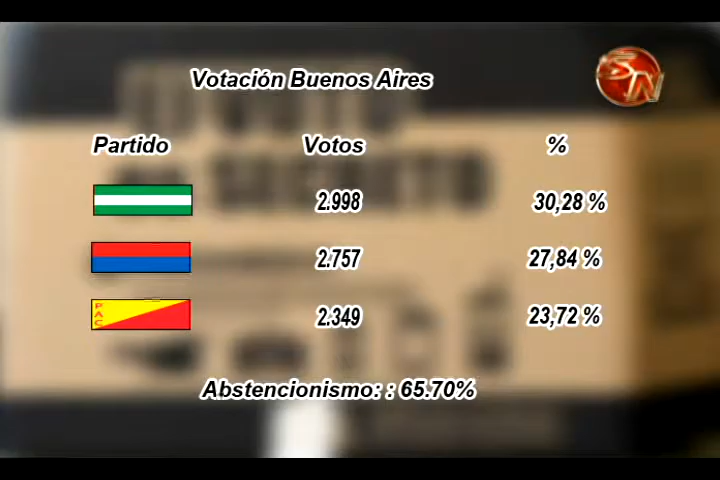 Votación Buenos Aires
SN
Partido Votos %
2.998 30,28 %
2.757 27,84 %
PAC 2.349 23,72 %
Abstencionismo: : 65.70%